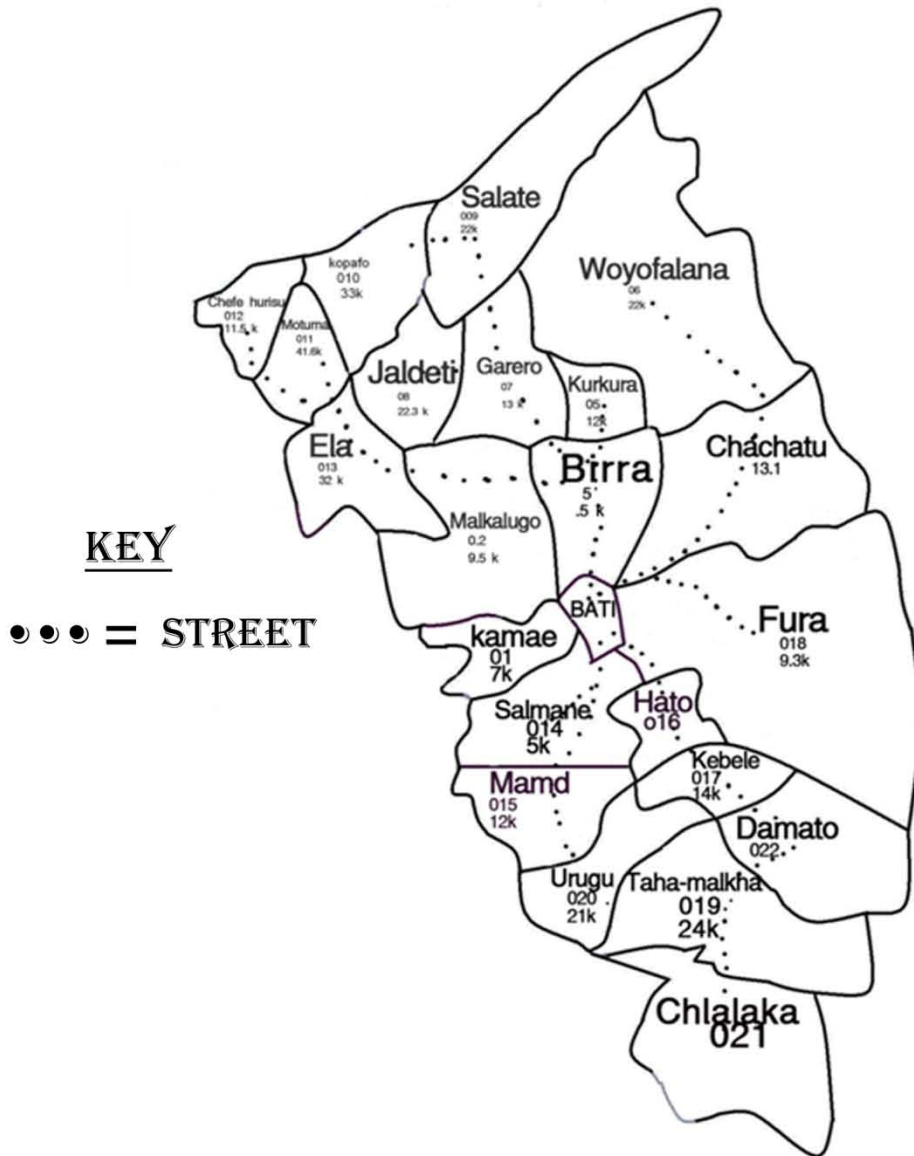 Salate
009
22k
Woyofalana
06
22k
kopafo
010
33k
Chefe hurisu
012
11.5 k
Motuma
011
41.6k
Jaldeti
08
22.3 k
Garero
07
13 k
Kurkura
05
12k
Chachatu
13.1
Ela
013
32 k
Birra
5
.5 k
Malkalugo
0.2
9.5 k
KEY
••• = STREET
BATI
Fura
018
9.3k
kamae
01
7k
Salmane
014
5k
Hato
o16
Kebele
017
14k
Mamd
015
12k
Damato
022
Urugu
020
21k
Taha-malkha
019
24k
Chlalaka
021